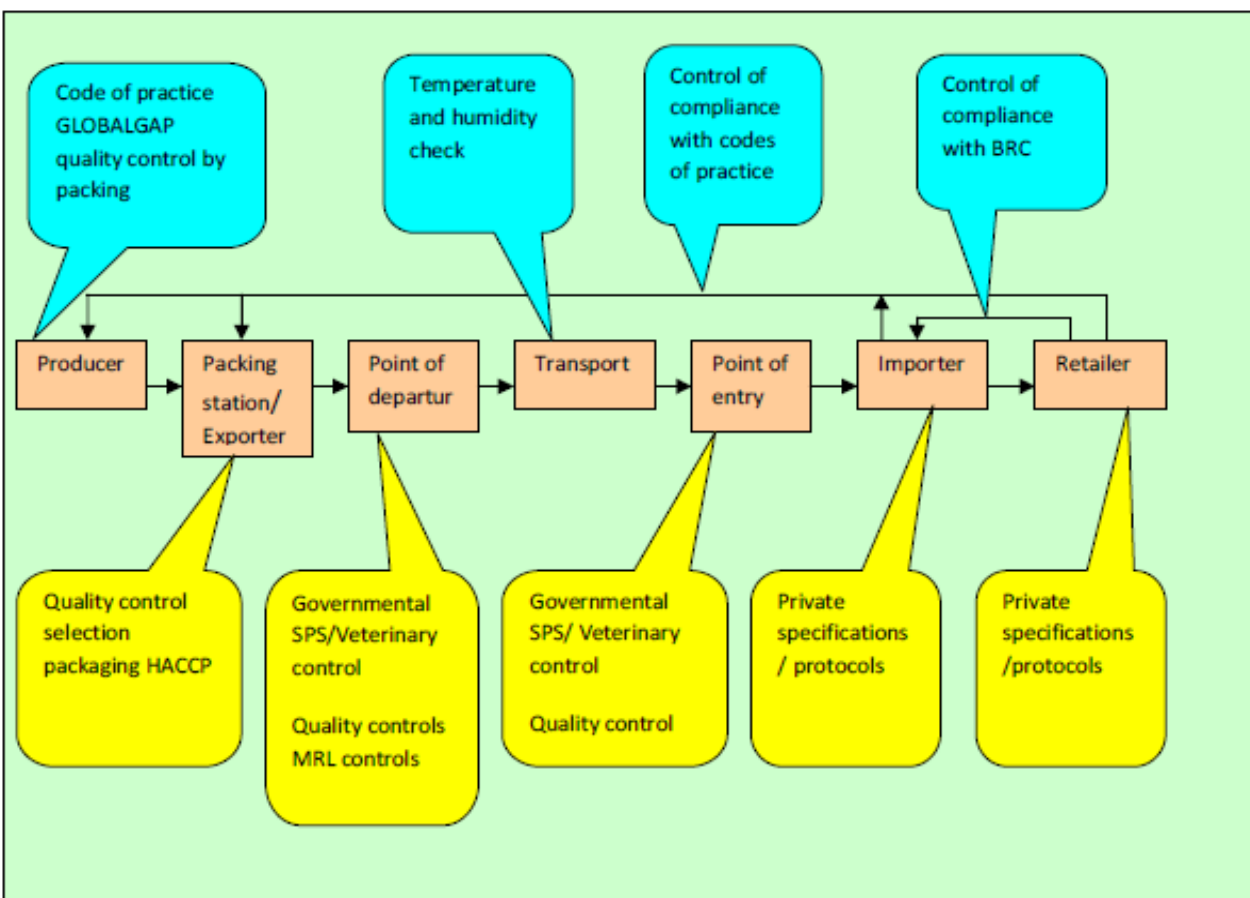 Code of practice
GLOBALGAP
quality control by
packing
Temperature
and humidity
check
Control of
compliance
with codes
of practice
Control of
compliance
with BRC
Producer
Packing
station/
Exporter
Point of
departur
Transport
Point of
entry
Importer
Retailer
Quality control
selection
packaging HACCP
Governmental
SPS/Veterinary
control
Quality controls
MRL controls
Governmental
SPS/ Veterinary
control
Quality control
Private
specifications
/ protocols
Private
specifications
/protocols